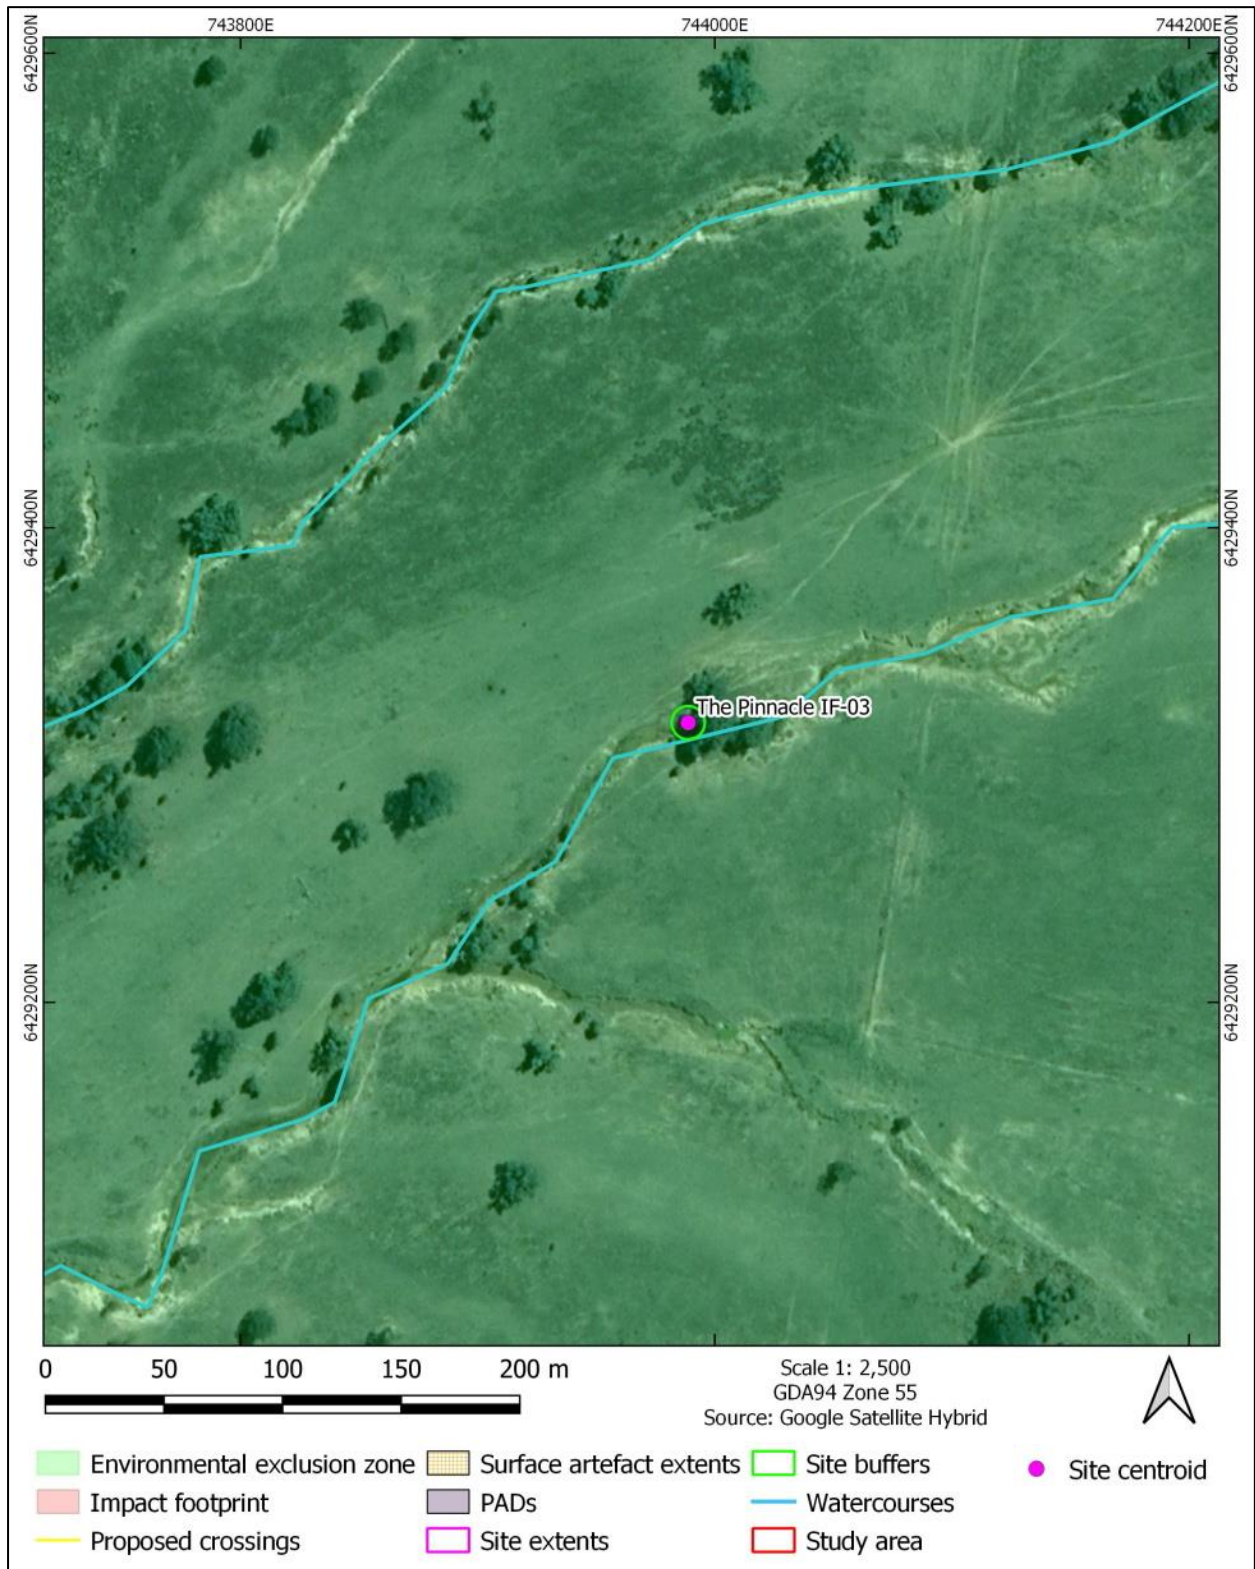 743800E 744000E 744200E
6429600N 6429600N
6429400N 6429400N
The Pinnacle IF-03
6429200N 6429200N
0 50 100 150 200 m
Scale 1: 2,500
GDA94 Zone 55
Source: Google Satellite Hybrid
Environmental exclusion zone Surface artefact extents Site buffers Site centroid
Impact footprint PADs Watercourses
Proposed crossings Site extents Study area